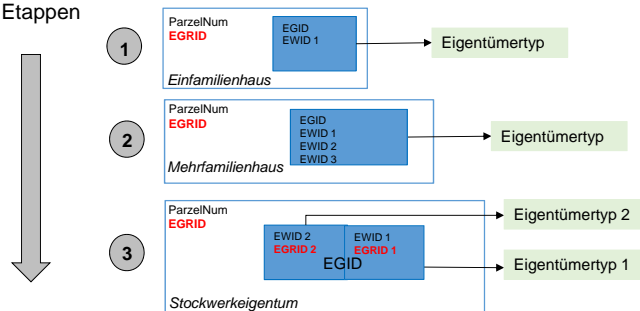 Etappen
1
ParzelNum
EGRID
EGID
EWID 1
Eigentümertyp
Einfamilienhaus
2
ParzelNum
EGRID
EGID
EWID 1
EWID 2
EWID 3
Eigentümertyp
Mehrfamilienhaus
3
ParzelNum
EGRID
EWID 2
EGRID 2
EWID 1
EGRID 1
EGID
Eigentümertyp 2
Eigentümertyp 1
Stockwerkeigentum